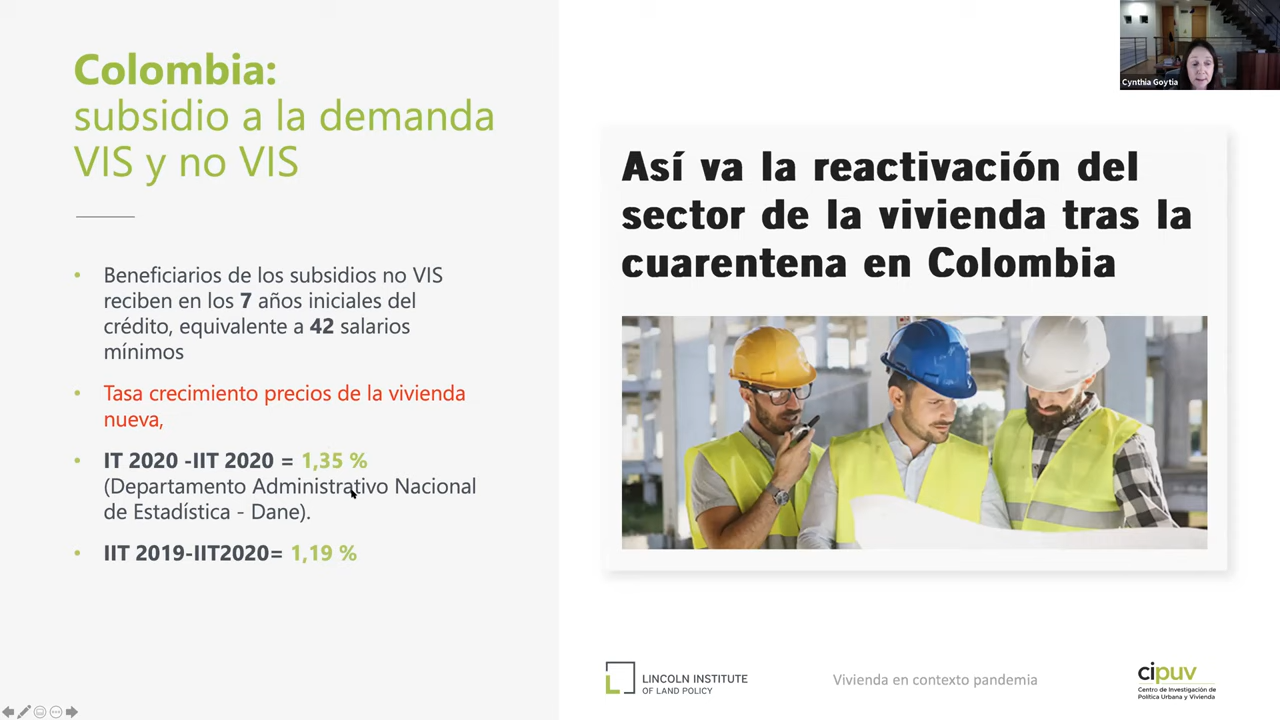 Colombia:
subsidio a la demanda
VIS y no VIS
Beneficiarios de los subsidios no VIS
reciben en los 7 años iniciales del
crédito, equivalente a 42 salarios
mínimos
Tasa crecimiento precios de la vivienda
nueva,
IT 2020 -IIT 2020 = 1,35 %
(Departamento Administrativo Nacional
de Estadística - Dane).
IIT 2019-IIT2020= 1,19 %
Cynthia Goytia
Así va la reactivación del
sector de la vivienda tras la
cuarentena en Colombia
LINCOLN INSTITUTE
OF LAND POLICY
Vivienda en contexto pandemia
cipuv
Centro de Investigación de
Política Urbana y Vivienda